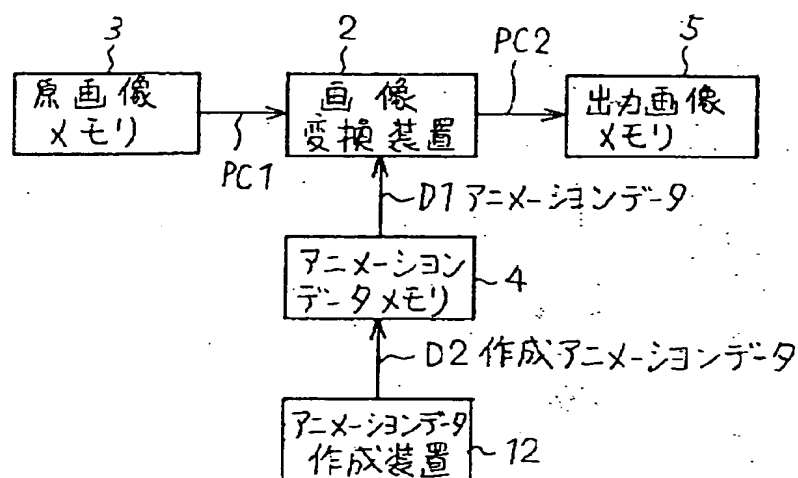 3
2
PC2
5
原画像
メモリ
画像
変換装置
出力画像
メモリ
PC1
D1 アニメーションデータ
アニメーション
データメモリ
4
D2 作成アニメーションデータ
アニメーションデータ
作成装置
12